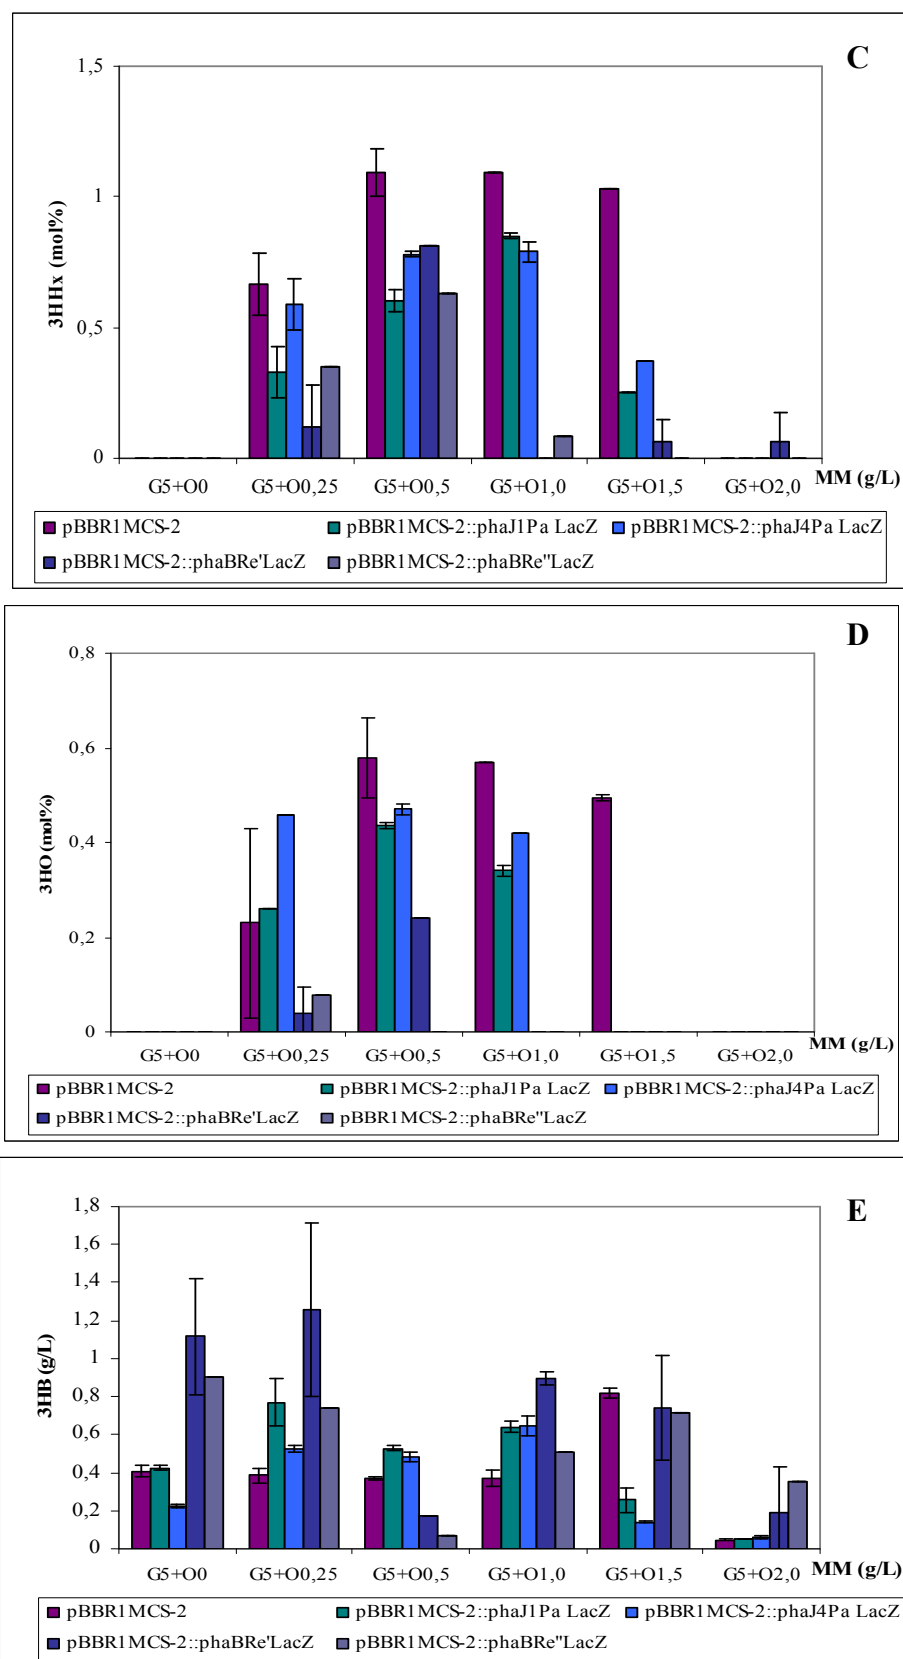 C
1,5
1
0,5
0
3HHx (mol%)
G5+O0 G5+O0,25 G5+O0,5 G5+O1,0 G5+O1,5 G5+O2,0 MM (g/L)
pBBR1MCS-2 pBBR1MCS-2::phaJ1Pa LacZ pBBR1MCS-2::phaJ4Pa LacZ
pBBR1MCS-2::phaBRe'LacZ pBBR1MCS-2::phaBRe''LacZ
D
0,8
0,6
0,4
0,2
0
3HO (mol%)
G5+O0 G5+O0,25 G5+O0,5 G5+O1,0 G5+O1,5 G5+O2,0 MM (g/L)
pBBR1MCS-2 pBBR1MCS-2::phaJ1Pa LacZ pBBR1MCS-2::phaJ4Pa LacZ
pBBR1MCS-2::phaBRe'LacZ pBBR1MCS-2::phaBRe''LacZ
E
1,8
1,6
1,4
1,2
1
0,8
0,6
0,4
0,2
0
3HB (g/L)
G5+O0 G5+O0,25 G5+O0,5 G5+O1,0 G5+O1,5 G5+O2,0 MM (g/L)
pBBR1MCS-2 pBBR1MCS-2::phaJ1Pa LacZ pBBR1MCS-2::phaJ4Pa LacZ
pBBR1MCS-2::phaBRe'LacZ pBBR1MCS-2::phaBRe''LacZ